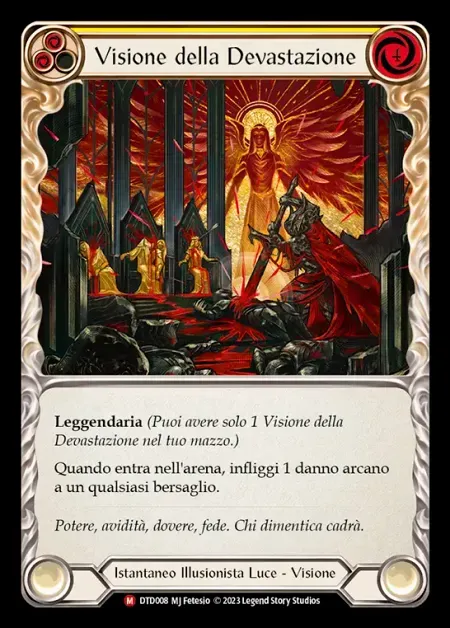 Visione della Devastazione
Leggendaria (Puoi avere solo 1 Visione della
Devastazione nel tuo mazzo.)
Quando entra nell'arena, infliggi 1 danno arcano
a un qualsiasi bersaglio.
Potere, avidità, dovere, fede. Chi dimentica cadrà.
Istantaneo Illusionista Luce - Visione
M DTD008 MJ Fetesio © 2023 Legend Story Studios